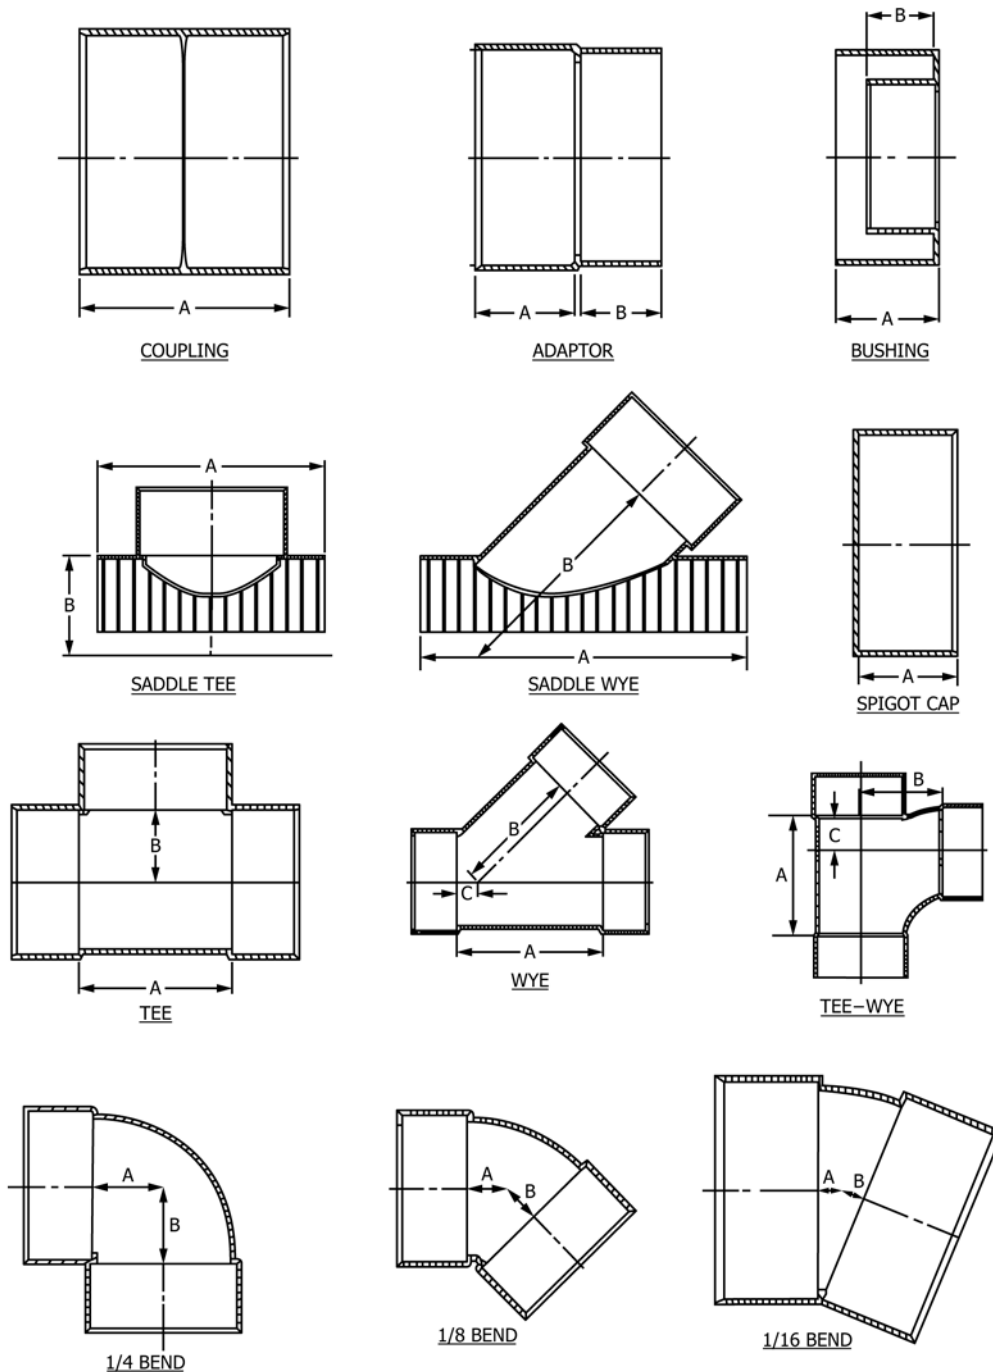 B
A
COUPLING
A
B
ADAPTOR
A
BUSHING
A
B
SADDLE TEE
B
A
SADDLE WYE
A
SPIGOT CAP
B
A
TEE
B
C
A
WYE
B
C
A
TEE–WYE
A
B
1/4 BEND
A
B
1/8 BEND
A
B
1/16 BEND